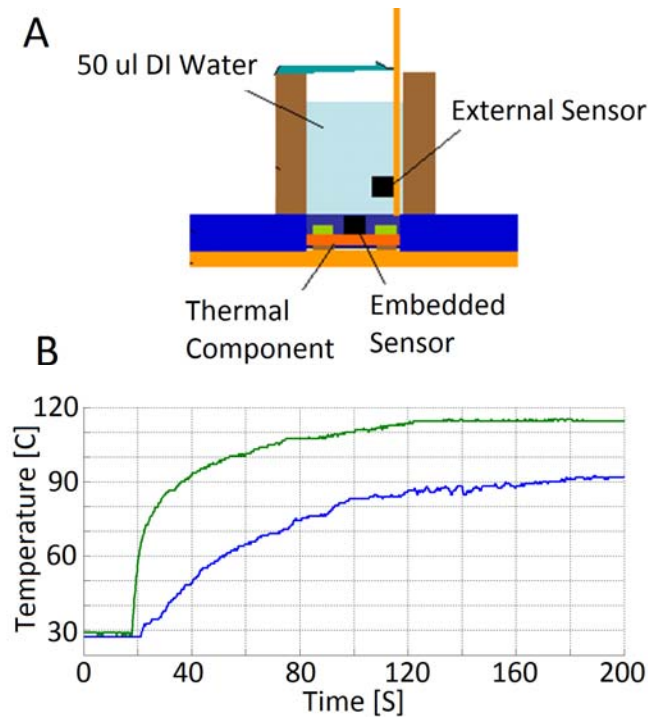 A
50 ul DI Water
External Sensor
Thermal Component
Embedded Sensor
B
Temperature [C]
120
90
60
30
0 40 80 120 160 200
Time [S]